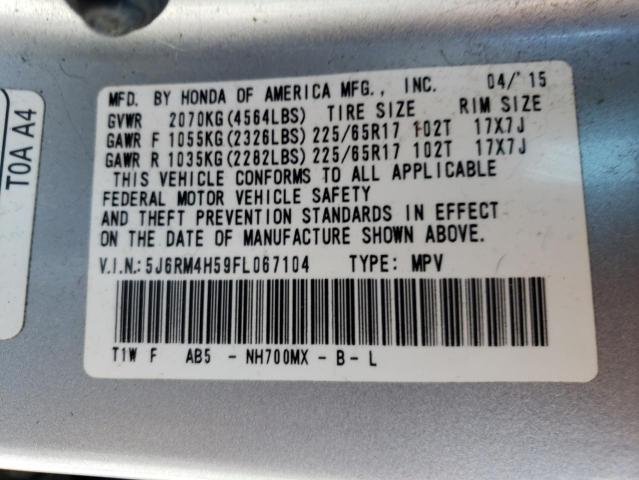 MFD. BY HONDA OF AMERICA MFG., INC. 04/'15
GVWR 2070KG(4564LBS) TIRE SIZE RIM SIZE
GAWR F 1055KG(2326LBS) 225/65R17 102T 17X7J
GAWR R 1035KG(2282LBS) 225/65R17 102T 17X7J
THIS VEHICLE CONFORMS TO ALL APPLICABLE
FEDERAL MOTOR VEHICLE SAFETY
AND THEFT PREVENTION STANDARDS IN EFFECT
ON THE DATE OF MANUFACTURE SHOWN ABOVE.
V.I.N.: 5J6RM4H59FL067104 TYPE: MPV
T1W F AB5 - NH700MX - B - L
T0A A4